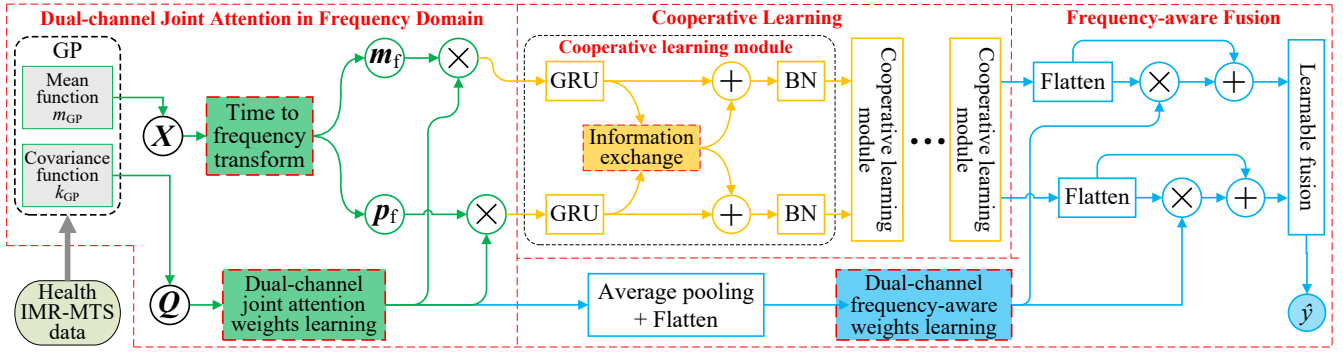 Dual-channel Joint Attention in Frequency Domain
GP
Mean
function
m_GP
Covariance
function
k_GP
Health
IMR-MTS
data
X
Q
Time to
frequency
transform
m_f
p_f
×
×
Dual-channel
joint attention
weights learning
Cooperative Learning
Cooperative learning module
GRU
GRU
Information
exchange
+
+
BN
BN
Cooperative learning
module
•••
Cooperative learning
module
Average pooling
+ Flatten
Dual-channel
frequency-aware
weights learning
Frequency-aware Fusion
Flatten
×
+
Flatten
×
+
Learnable fusion
ŷ